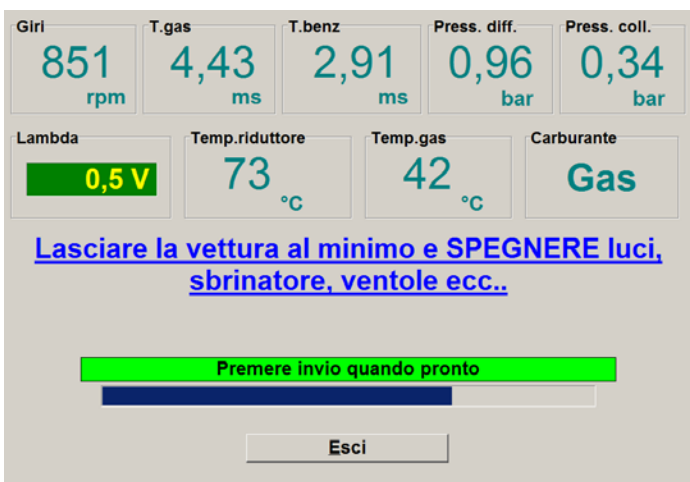 Giri
T.gas
T.benz
Press. diff.
Press. coll.
851
4,43
2,91
0,96
0,34
rpm
ms
ms
bar
bar
Lambda
Temp.riduttore
Temp.gas
Carburante
0,5 V
73
42
Gas
°C
°C
Lasciare la vettura al minimo e SPEGNERE luci,
sbrinatore, ventole ecc..
Premere invio quando pronto
Esci